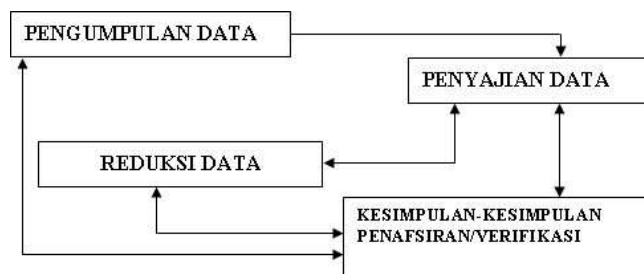 PENGUMPULAN DATA
PENYAJIAN DATA
REDUKSI DATA
KESIMPULAN-KESIMPULAN
PENAFSIRAN/VERIFIKASI